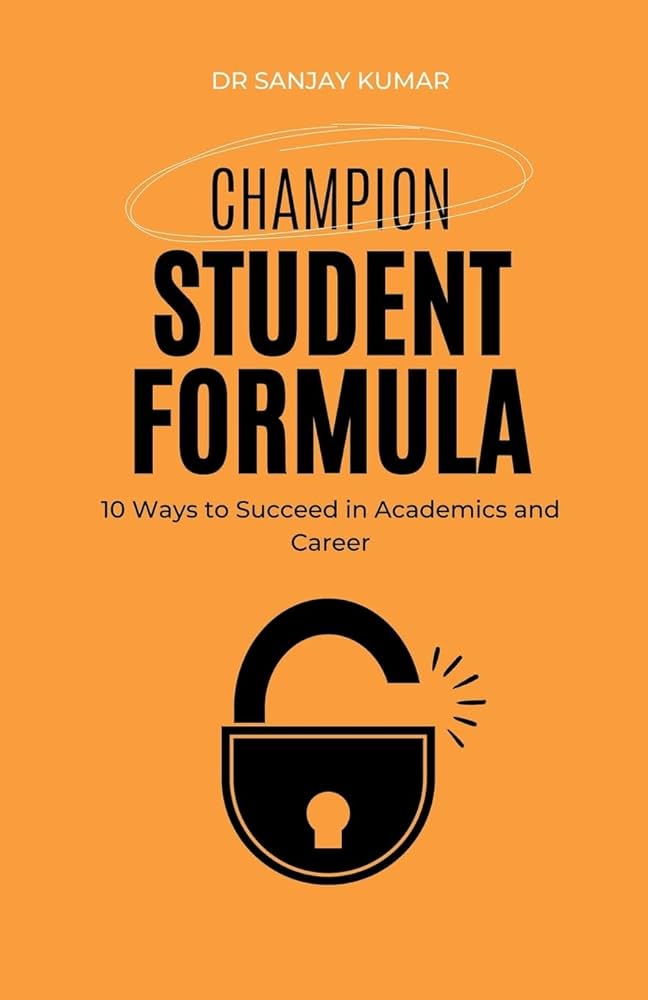 DR SANJAY KUMAR
CHAMPION
STUDENT
FORMULA
10 Ways to Succeed in Academics and
Career